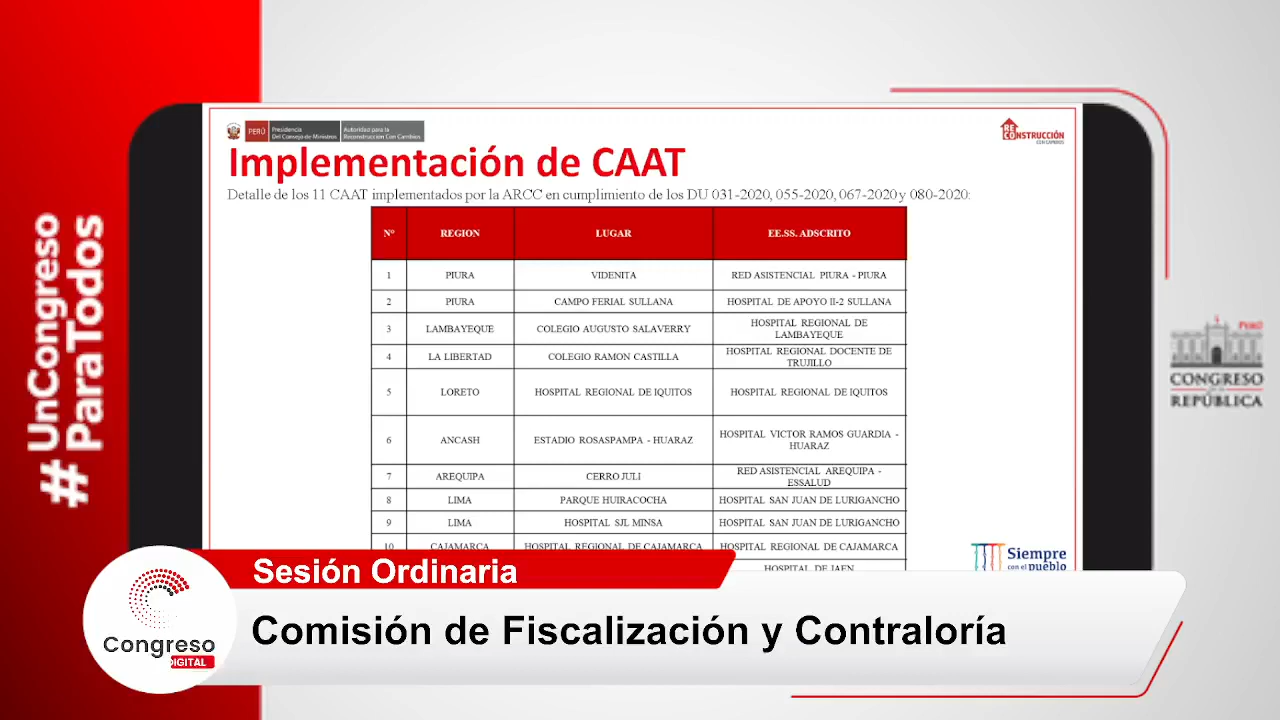 #UnCongreso
ParaTodos
PERÚ
Presidencia
Del Consejo de Ministros
Autoridad para la
Reconstrucción Con Cambios
RE
CONSTRUCCIÓN
CON CAMBIOS
Implementación de CAAT
Detalle de los 11 CAAT implementados por la ARCC en cumplimiento de los DU 031-2020, 055-2020, 067-2020 y 080-2020:
N° REGION LUGAR EE.SS. ADSCRITO
1 PIURA VIDENITA RED ASISTENCIAL PIURA - PIURA
2 PIURA CAMPO FERIAL SULLANA HOSPITAL DE APOYO II-2 SULLANA
3 LAMBAYEQUE COLEGIO AUGUSTO SALAVERRY HOSPITAL REGIONAL DE
LAMBAYEQUE
4 LA LIBERTAD COLEGIO RAMON CASTILLA HOSPITAL REGIONAL DOCENTE DE
TRUJILLO
5 LORETO HOSPITAL REGIONAL DE IQUITOS HOSPITAL REGIONAL DE IQUITOS
6 ANCASH ESTADIO ROSASPAMPA - HUARAZ HOSPITAL VICTOR RAMOS GUARDIA -
HUARAZ
7 AREQUIPA CERRO JULI RED ASISTENCIAL AREQUIPA -
ESSALUD
8 LIMA PARQUE HUIRACOCHA HOSPITAL SAN JUAN DE LURIGANCHO
9 LIMA HOSPITAL SJL MINSA HOSPITAL SAN JUAN DE LURIGANCHO
10 CAJAMARCA HOSPITAL REGIONAL DE CAJAMARCA HOSPITAL REGIONAL DE CAJAMARCA
HOSPITAL DE JAEN
Siempre
con el pueblo
PERÚ
CONGRESO
REPÚBLICA
Sesión Ordinaria
Comisión de Fiscalización y Contraloría
Congreso
DIGITAL